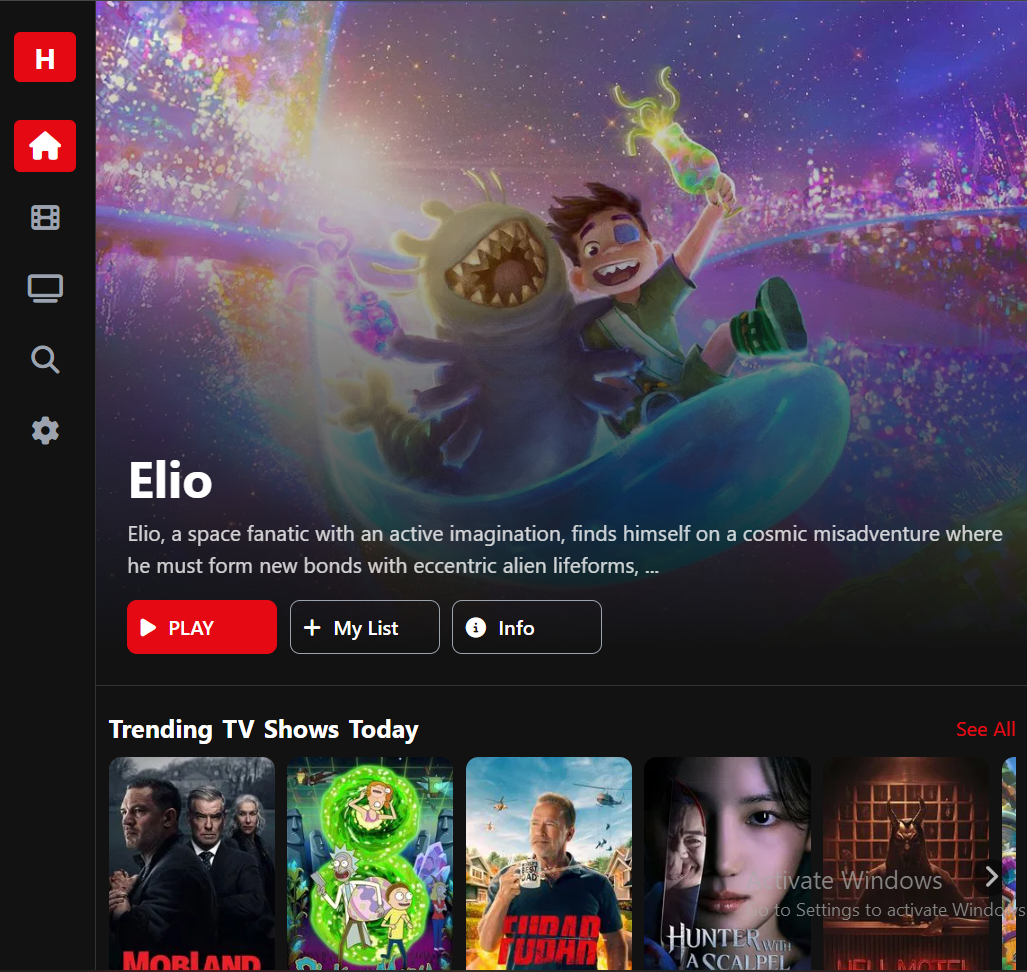 H
Elio
Elio, a space fanatic with an active imagination, finds himself on a cosmic misadventure where
he must form new bonds with eccentric alien lifeforms, ...
PLAY
My List
Info
Trending TV Shows Today
See All
BEST
DAD
MOBLAND
FUBAR
HUNTER WITH
A SCALPEL
HELL MOTEL
Activate Windows
Go to Settings to activate Windows